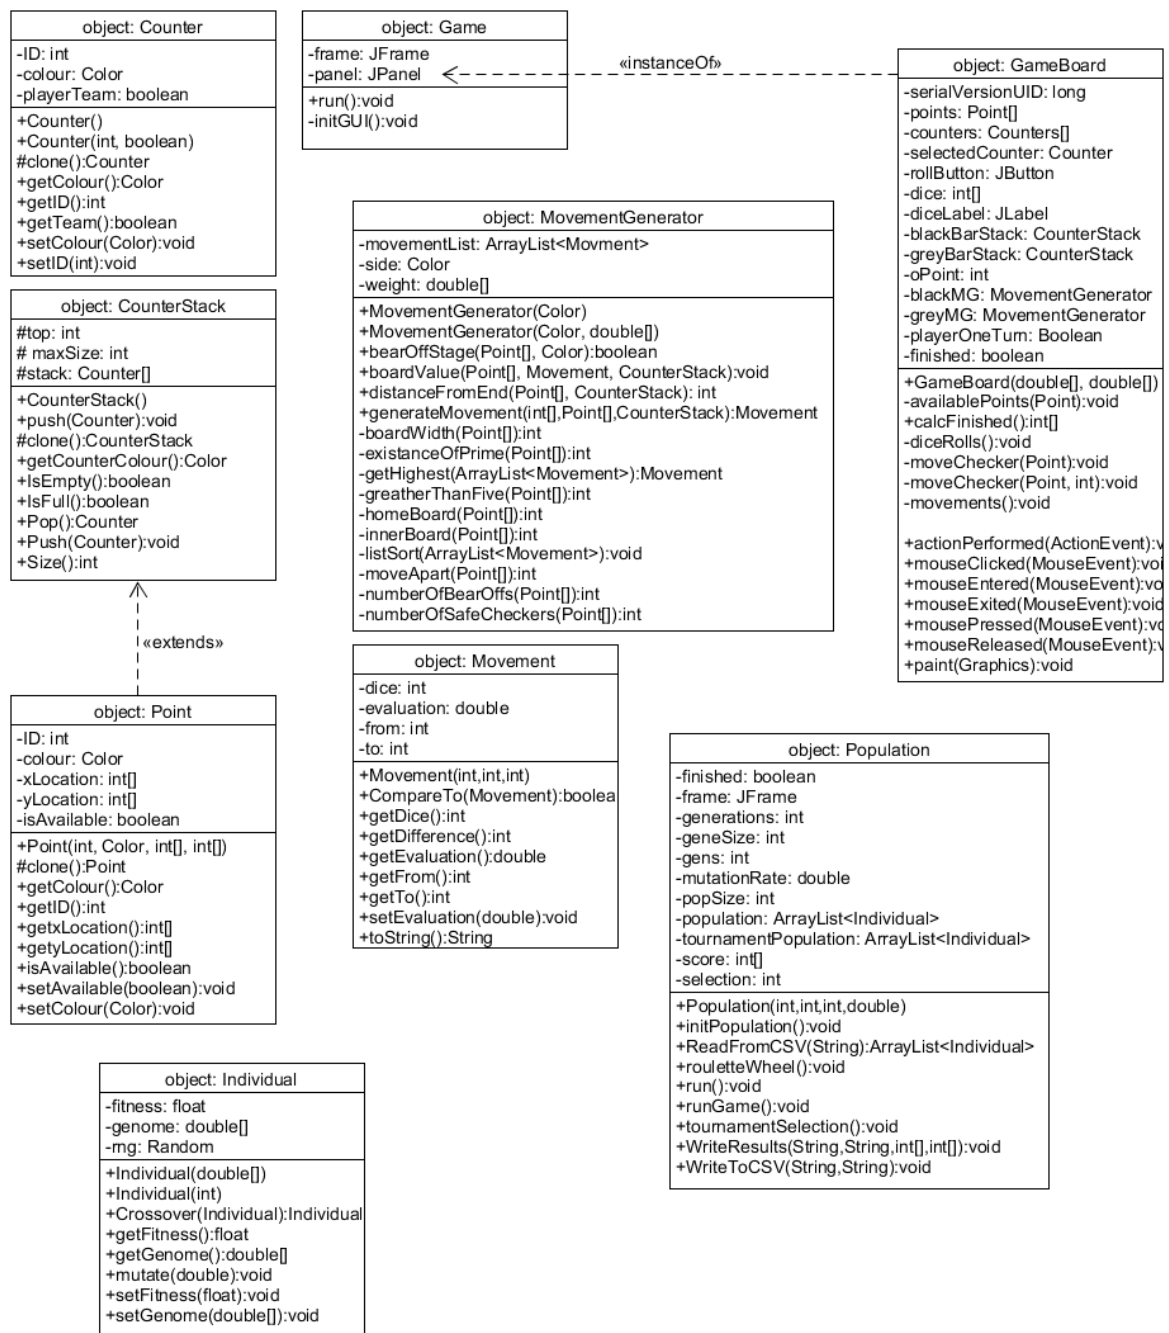 object: Counter
-ID: int
-colour: Color
-playerTeam: boolean
+Counter()
+Counter(int, boolean)
#clone():Counter
+getColour():Color
+getID():int
+getTeam():boolean
+setColour(Color):void
+setID(int):void
object: Game
-frame: JFrame
-panel: JPanel
+run():void
-initGUI():void
«instanceOf»
object: GameBoard
-serialVersionUID: long
-points: Point[]
-counters: Counters[]
-selectedCounter: Counter
-rollButton: JButton
-dice: int[]
-diceLabel: JLabel
-blackBarStack: CounterStack
-greyBarStack: CounterStack
-oPoint: int
-blackMG: MovementGenerator
-greyMG: MovementGenerator
-playerOneTurn: Boolean
-finished: boolean
+GameBoard(double[], double[])
-availablePoints(Point):void
+calcFinished():int[]
-diceRolls():void
-moveChecker(Point):void
-moveChecker(Point, int):void
-movements():void
+actionPerformed(ActionEvent):v
+mouseClicked(MouseEvent):voi
+mouseEntered(MouseEvent):vo
+mouseExited(MouseEvent):void
+mousePressed(MouseEvent):vo
+mouseReleased(MouseEvent):v
+paint(Graphics):void
object: MovementGenerator
-movementList: ArrayList<Movment>
-side: Color
-weight: double[]
+MovementGenerator(Color)
+MovementGenerator(Color, double[])
+bearOffStage(Point[], Color):boolean
+boardValue(Point[], Movement, CounterStack):void
+distanceFromEnd(Point[], CounterStack): int
+generateMovement(int[],Point[],CounterStack):Movement
-boardWidth(Point[]):int
-existanceOfPrime(Point[]):int
-getHighest(ArrayList<Movement>):Movement
-greatherThanFive(Point[]):int
-homeBoard(Point[]):int
-innerBoard(Point[]):int
-listSort(ArrayList<Movement>):void
-moveApart(Point[]):int
-numberOfBearOffs(Point[]):int
-numberOfSafeCheckers(Point[]):int
object: CounterStack
#top: int
# maxSize: int
#stack: Counter[]
+CounterStack()
+push(Counter):void
#clone():CounterStack
+getCounterColour():Color
+IsEmpty():boolean
+IsFull():boolean
+Pop():Counter
+Push(Counter):void
+Size():int
«extends»
object: Point
-ID: int
-colour: Color
-xLocation: int[]
-yLocation: int[]
-isAvailable: boolean
+Point(int, Color, int[], int[])
#clone():Point
+getColour():Color
+getID():int
+getxLocation():int[]
+getyLocation():int[]
+isAvailable():boolean
+setAvailable(boolean):void
+setColour(Color):void
object: Movement
-dice: int
-evaluation: double
-from: int
-to: int
+Movement(int,int,int)
+CompareTo(Movement):boolea
+getDice():int
+getDifference():int
+getEvaluation():double
+getFrom():int
+getTo():int
+setEvaluation(double):void
+toString():String
object: Population
-finished: boolean
-frame: JFrame
-generations: int
-geneSize: int
-gens: int
-mutationRate: double
-popSize: int
-population: ArrayList<Individual>
-tournamentPopulation: ArrayList<Individual>
-score: int[]
-selection: int
+Population(int,int,int,double)
+initPopulation():void
+ReadFromCSV(String):ArrayList<Individual>
+rouletteWheel():void
+run():void
+runGame():void
+tournamentSelection():void
+WriteResults(String,String,int[],int[]):void
+WriteToCSV(String,String):void
object: Individual
-fitness: float
-genome: double[]
-rng: Random
+Individual(double[])
+Individual(int)
+Crossover(Individual):Individual
+getFitness():float
+getGenome():double[]
+mutate(double):void
+setFitness(float):void
+setGenome(double[]):void